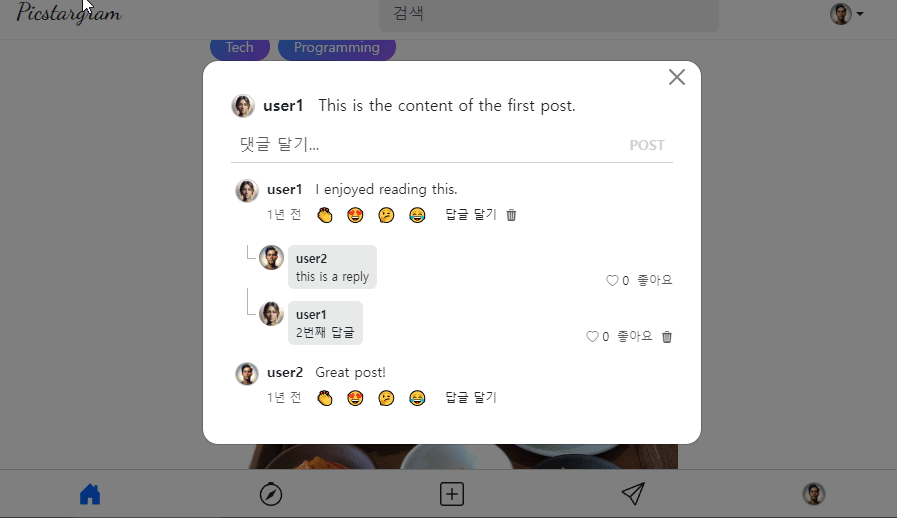 Picstargram
검색
Tech Programming
user1 This is the content of the first post.
댓글 달기... POST
user1 I enjoyed reading this.
1년 전 답글 달기
user2
this is a reply
0 좋아요
user1
2번째 답글
0 좋아요
user2 Great post!
1년 전 답글 달기